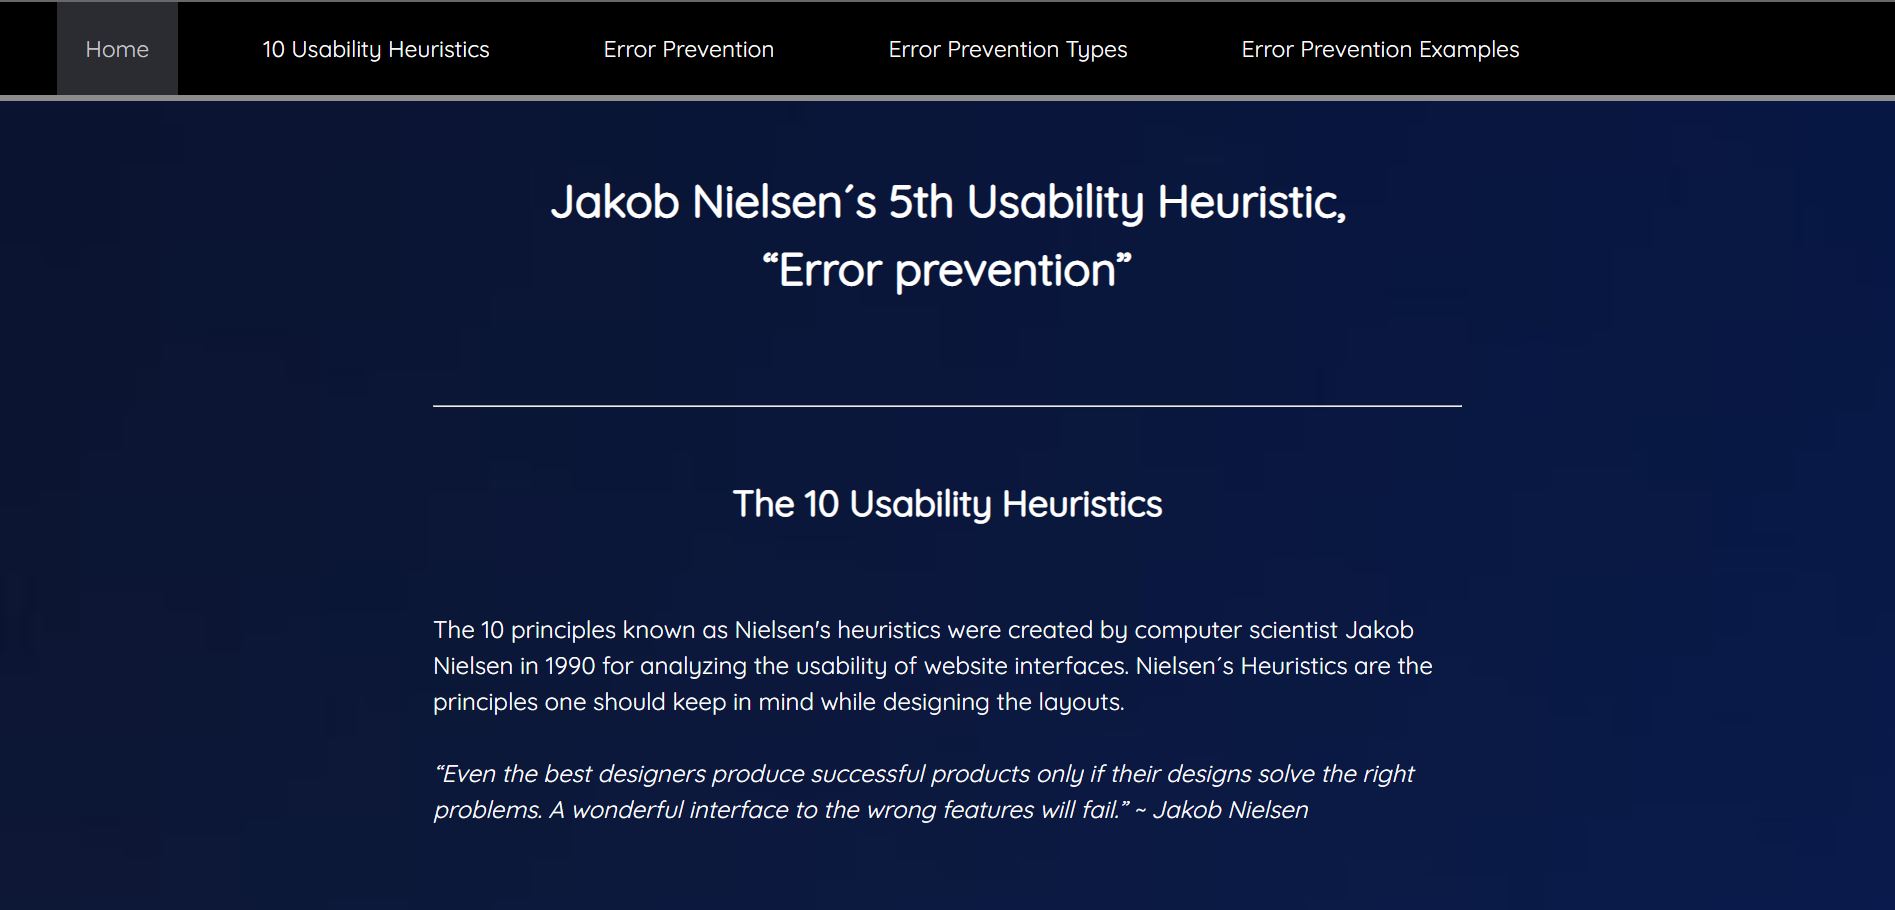 Home 10 Usability Heuristics Error Prevention Error Prevention Types Error Prevention Examples
Jakob Nielsen´s 5th Usability Heuristic,
“Error prevention”
The 10 Usability Heuristics
The 10 principles known as Nielsen's heuristics were created by computer scientist Jakob
Nielsen in 1990 for analyzing the usability of website interfaces. Nielsen´s Heuristics are the
principles one should keep in mind while designing the layouts.
“Even the best designers produce successful products only if their designs solve the right
problems. A wonderful interface to the wrong features will fail.” ~ Jakob Nielsen